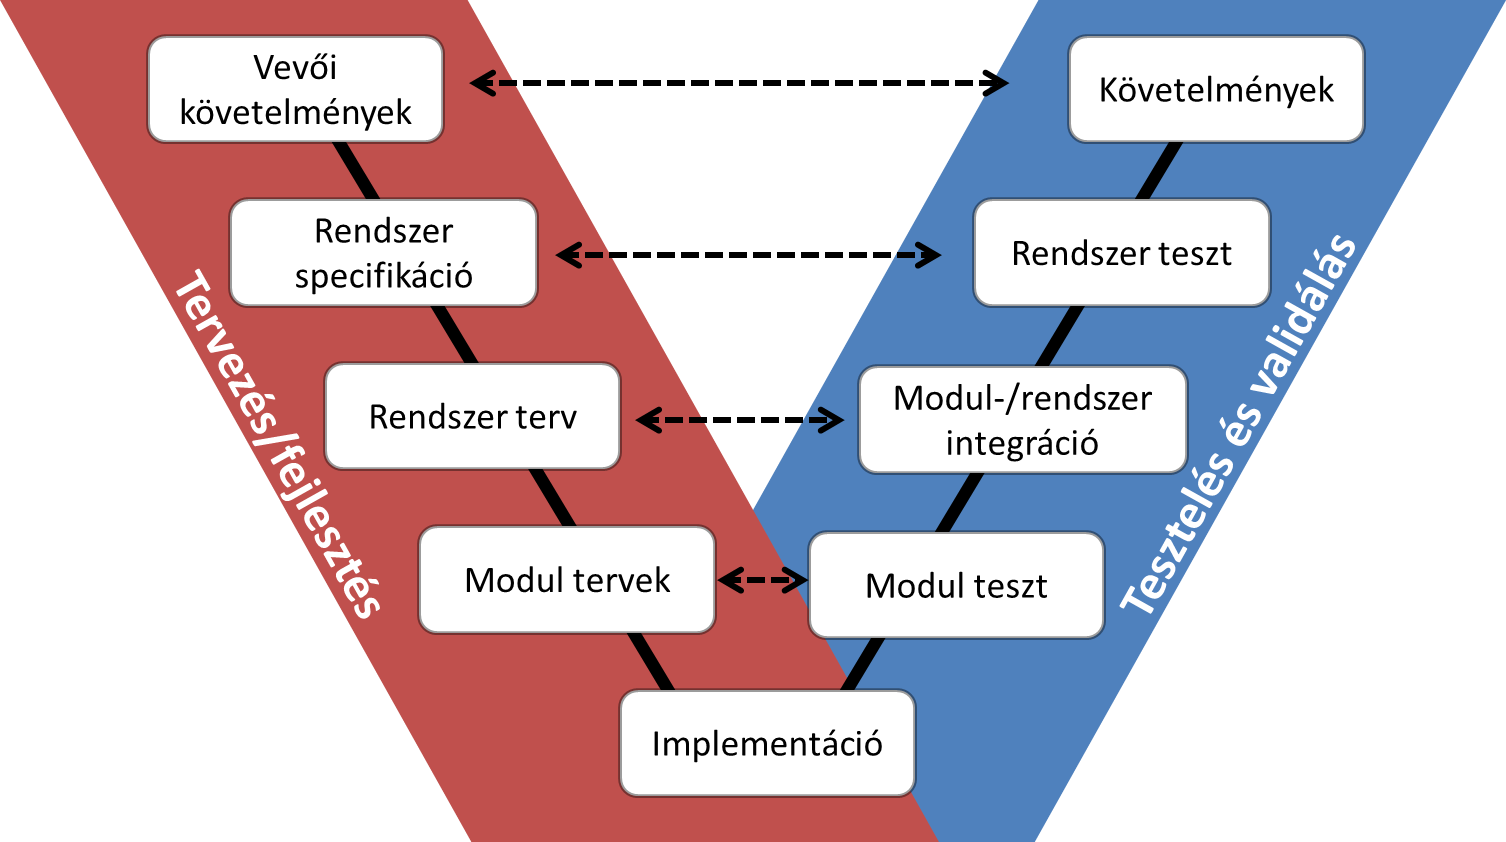 Vevői
követelmények
Követelmények
Rendszer
specifikáció
Rendszer teszt
Rendszer terv
Modul-/rendszer
integráció
Modul tervek
Modul teszt
Implementáció
Tervezés/fejlesztés
Tesztelés és validálás